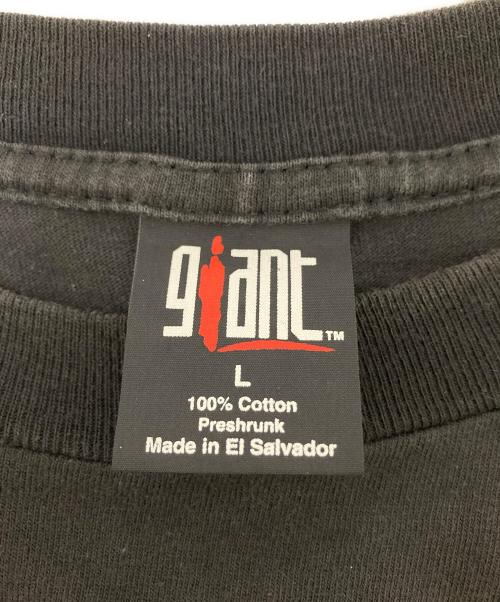 giant™
L
100% Cotton
Preshrunk
Made in El Salvador